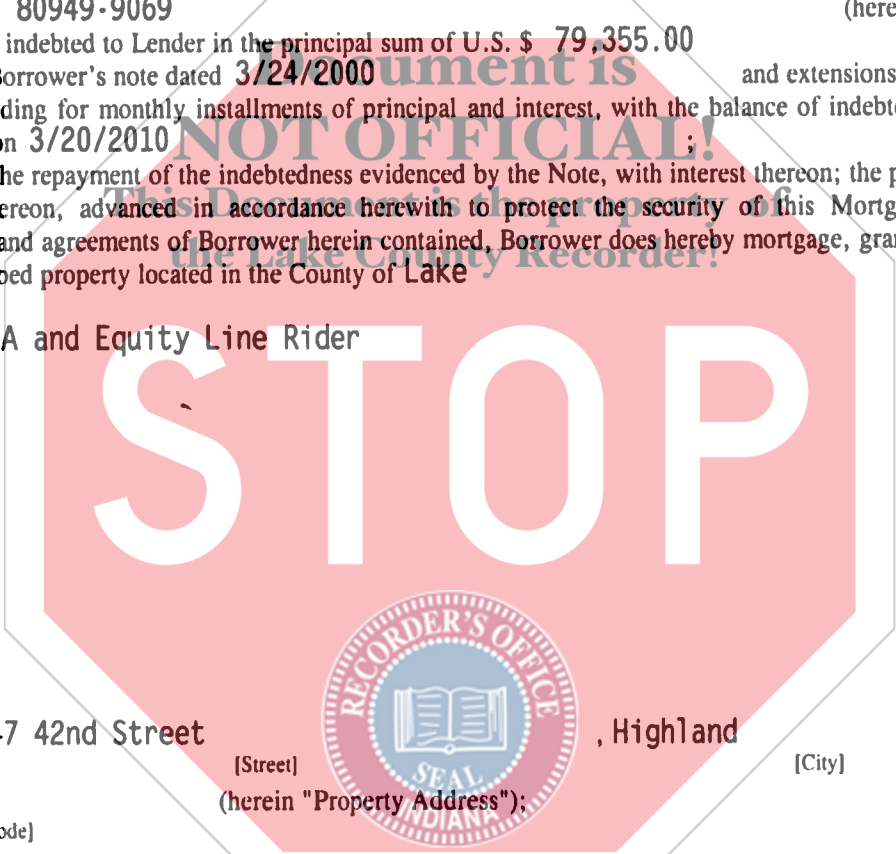 80949-9069 (here
indebted to Lender in the principal sum of U.S. $ 79,355.00
orrower's note dated 3/24/2000 and extensions
ding for monthly installments of principal and interest, with the balance of indebte
n 3/20/2010 ;
he repayment of the indebtedness evidenced by the Note, with interest thereon; the p
ereon, advanced in accordance herewith to protect the security of this Mortg
and agreements of Borrower herein contained, Borrower does hereby mortgage, gran
bed property located in the County of Lake
Document is
NOT OFFICIAL!
This Document is the property of
the Lake County Recorder!
A and Equity Line Rider
STOP
RECORDER'S OFFICE
SEAL
INDIANA
-7 42nd Street , Highland
[Street] [City]
(herein "Property Address");
ode]